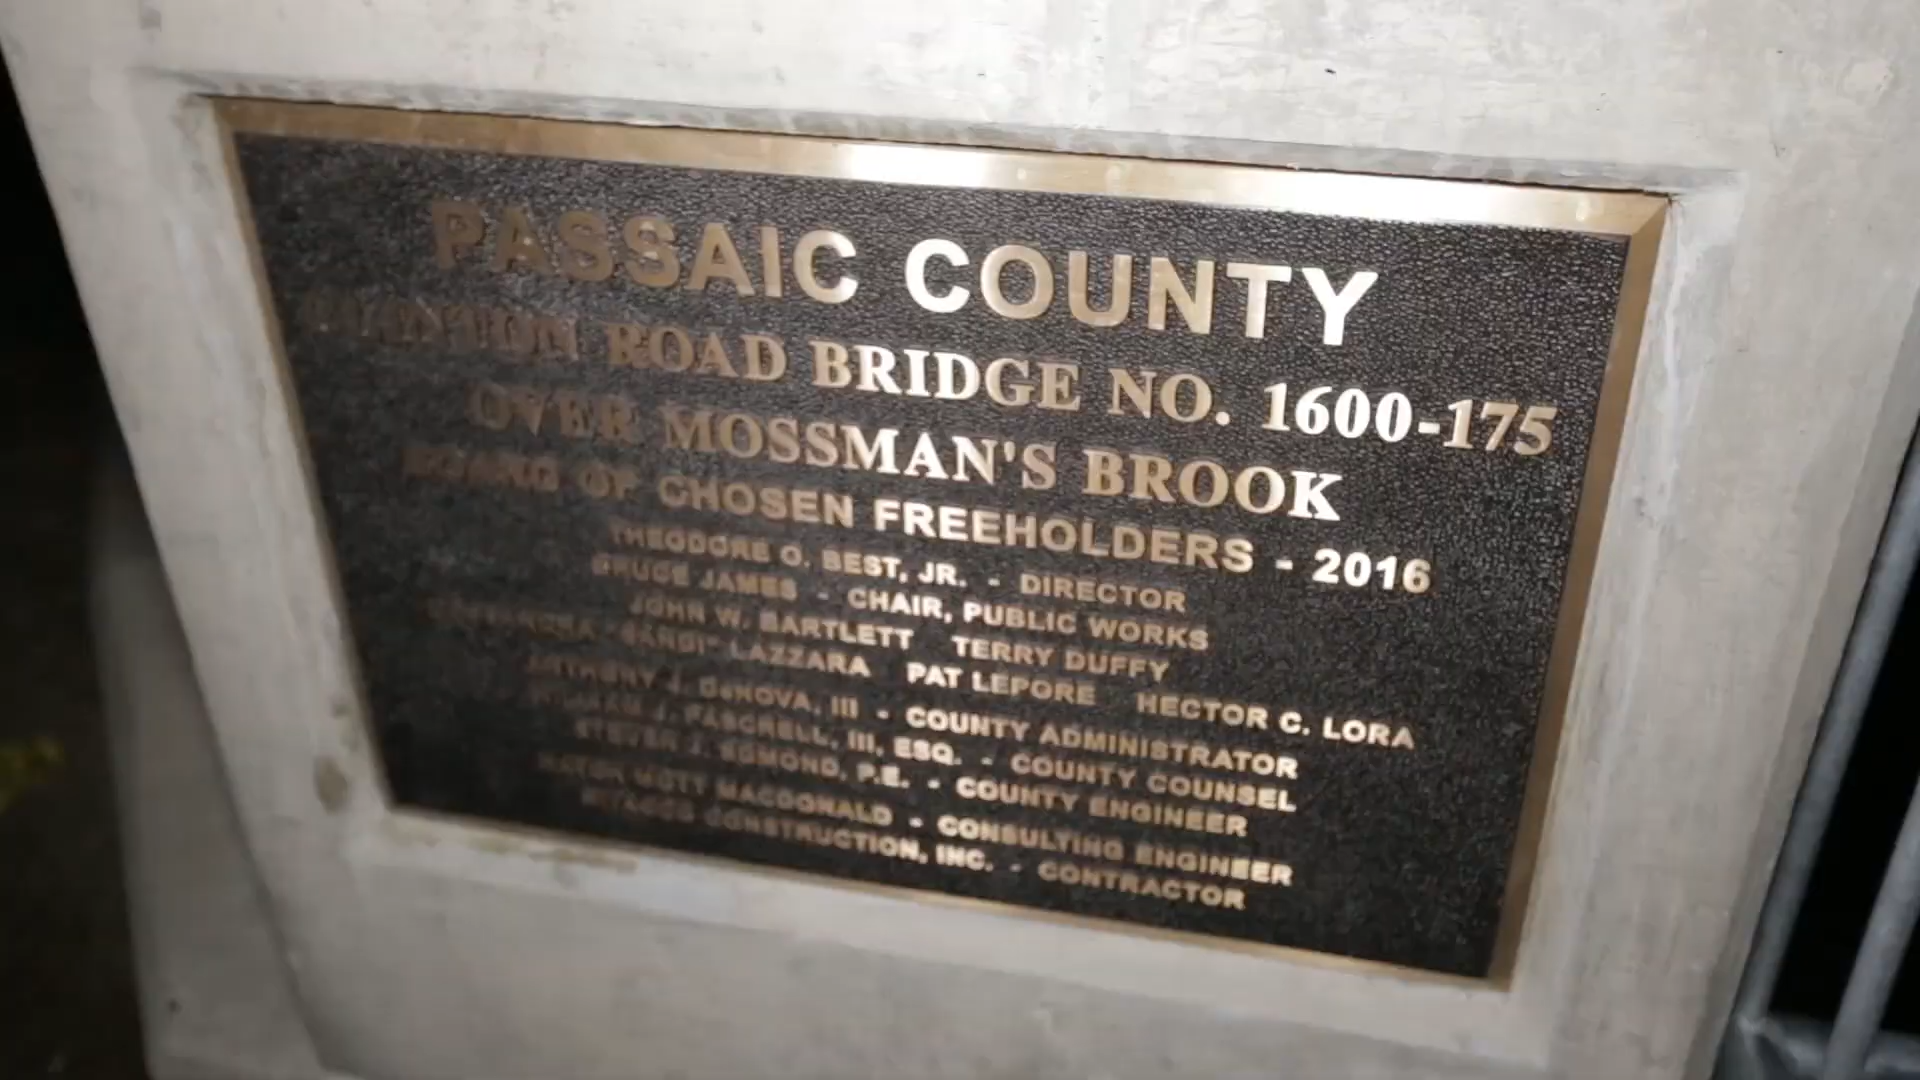 PASSAIC COUNTY
CLINTON ROAD BRIDGE NO. 1600-175
OVER MOSSMAN'S BROOK
BOARD OF CHOSEN FREEHOLDERS - 2016
THEODORE O. BEST, JR. - DIRECTOR
BRUCE JAMES - CHAIR, PUBLIC WORKS
JOHN W. BARTLETT TERRY DUFFY
"SANDI" LAZZARA PAT LEPORE HECTOR C. LORA
ANTHONY J. DeNOVA, III - COUNTY ADMINISTRATOR
WILLIAM J. PASCRELL, III, ESQ. - COUNTY COUNSEL
STEVEN J. EDMOND, P.E. - COUNTY ENGINEER
HATCH MOTT MACDONALD - CONSULTING ENGINEER
CONSTRUCTION, INC. - CONTRACTOR